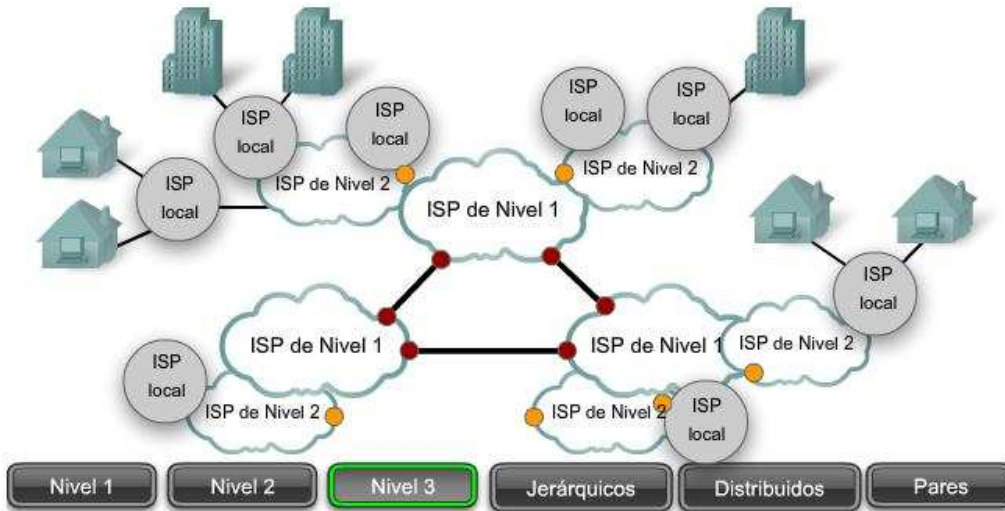 ISP
local
ISP
local
ISP
local
ISP
local
ISP
local
ISP de Nivel 2
ISP de Nivel 2
ISP de Nivel 1
ISP
local
ISP de Nivel 1
ISP de Nivel 1
ISP de Nivel 2
ISP
local
ISP de Nivel 2
ISP de Nivel 2
ISP
local
Nivel 1
Nivel 2
Nivel 3
Jerárquicos
Distribuidos
Pares